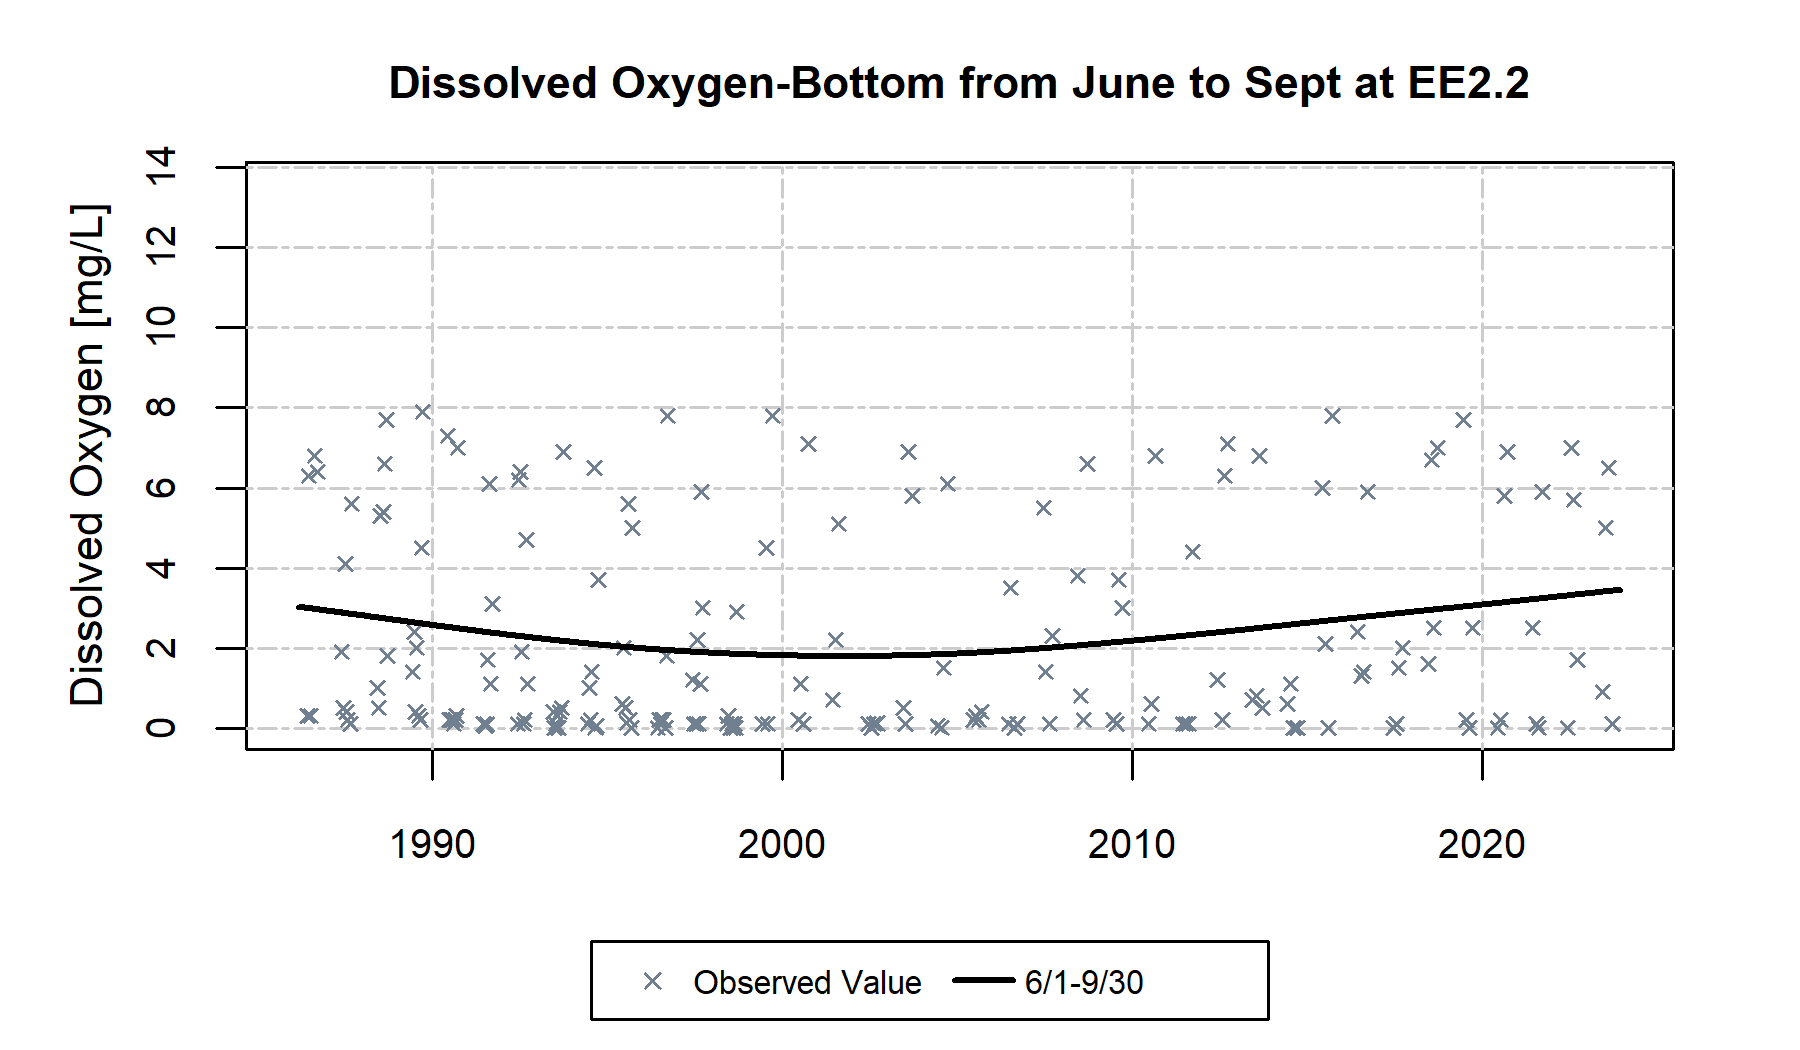 Dissolved Oxygen-Bottom from June to Sept at EE2.2
Dissolved Oxygen [mg/L]
14
12
10
8
6
4
2
0
1990 2000 2010 2020
Observed Value 6/1-9/30